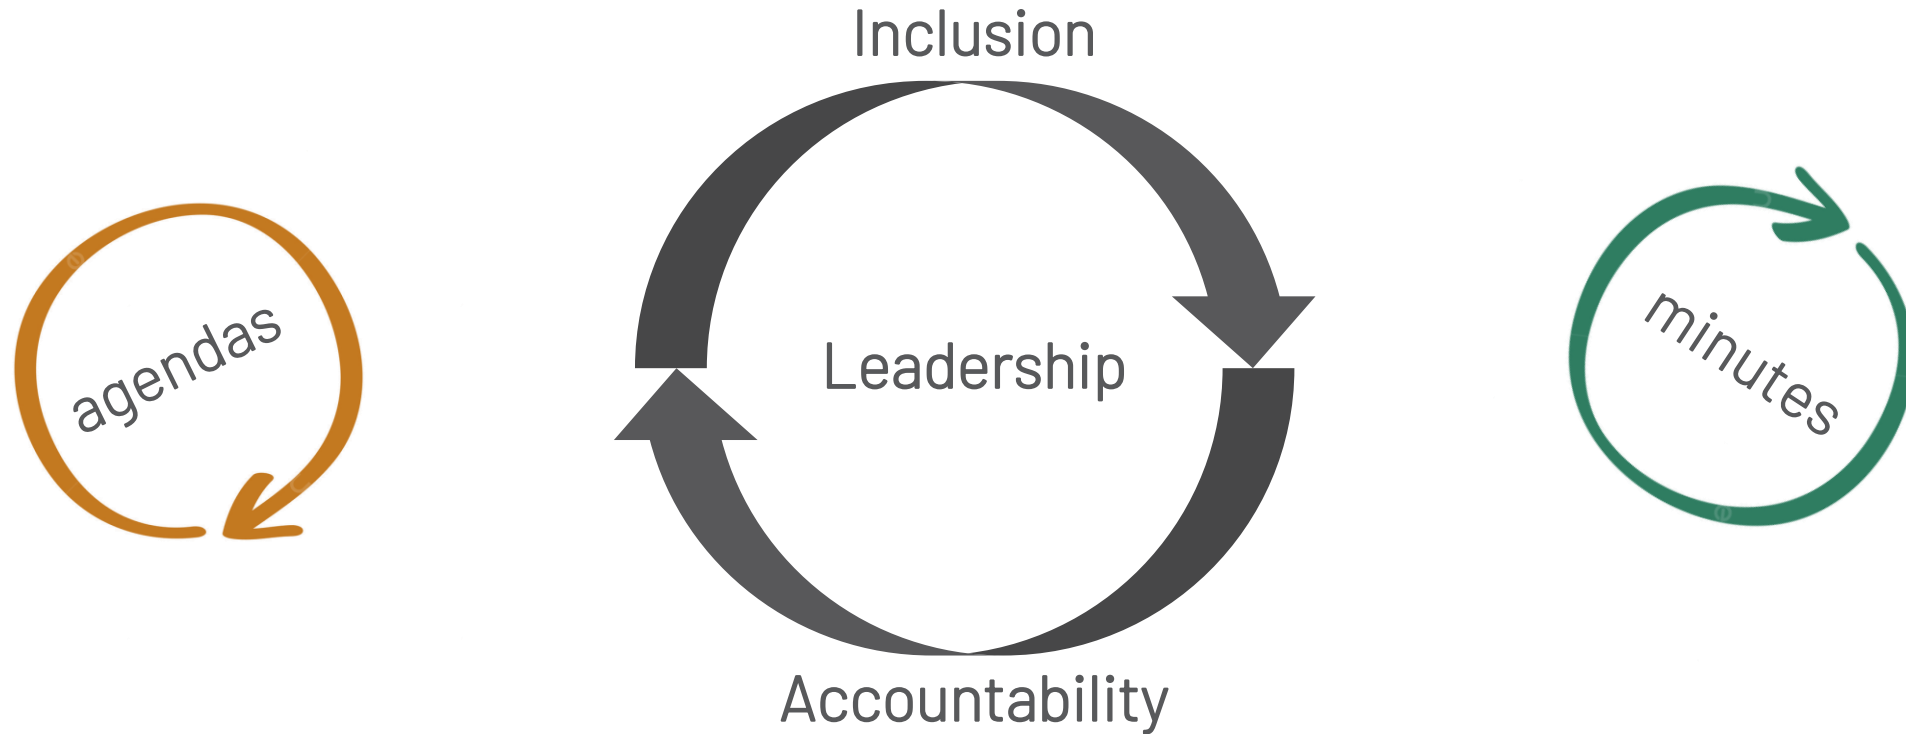 Inclusion
agendas
Leadership
minutes
Accountability